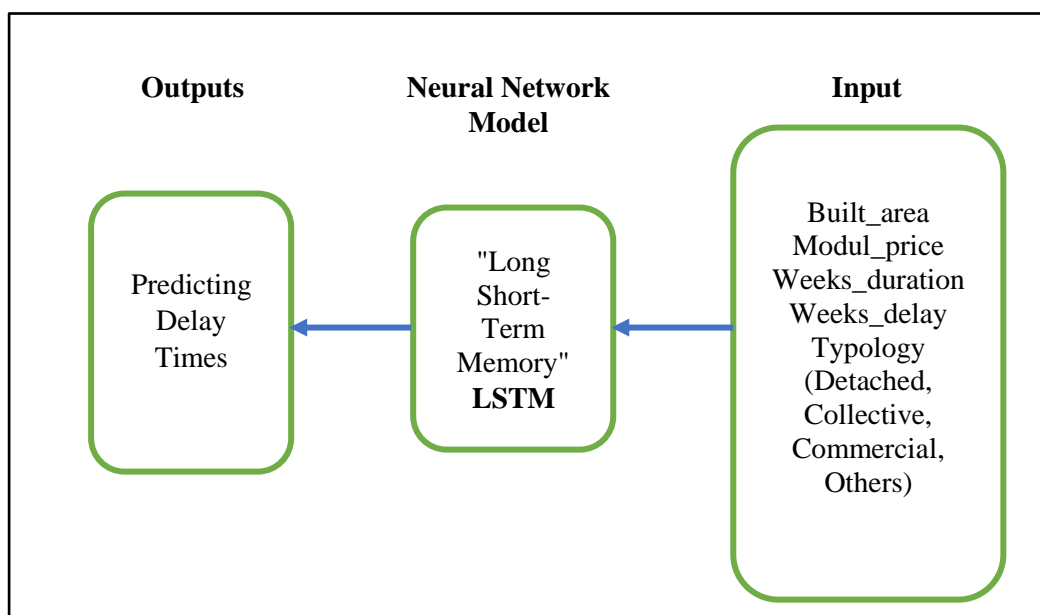 Outputs
Neural Network
Model
Input
Predicting
Delay
Times
"Long
Short-
Term
Memory"
LSTM
Built_area
Modul_price
Weeks_duration
Weeks_delay
Typology
(Detached,
Collective,
Commercial,
Others)